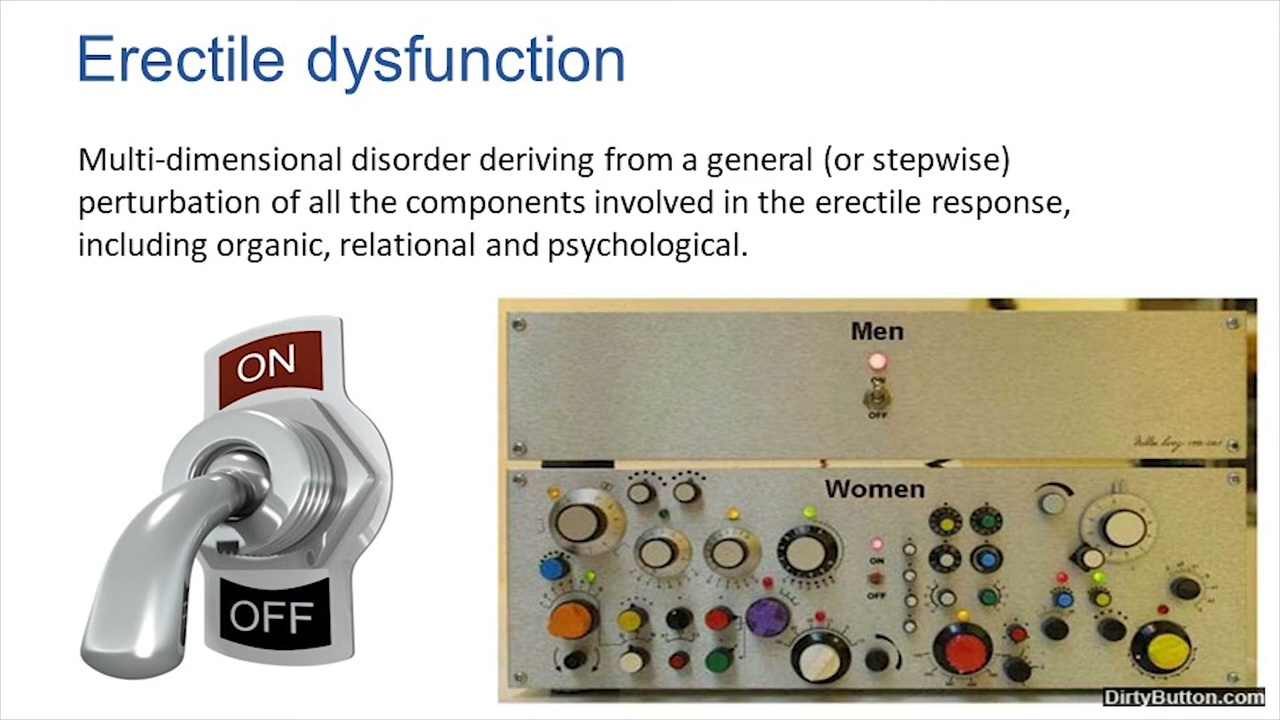 Erectile dysfunction
Multi-dimensional disorder deriving from a general (or stepwise)
perturbation of all the components involved in the erectile response,
including organic, relational and psychological.
ON
OFF
Men
ON
OFF
Women
ON
OFF
DirtyButton.com